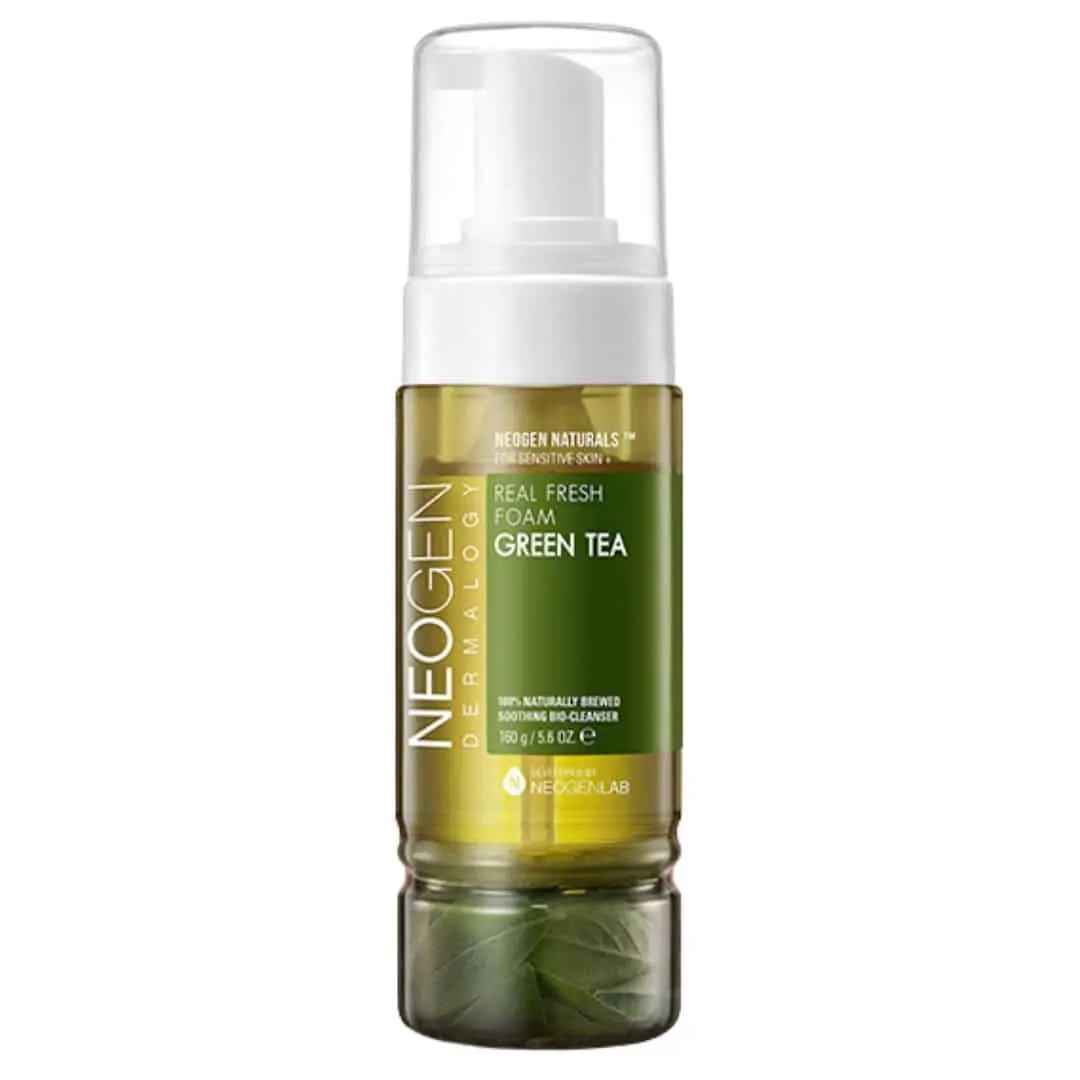 NEOGEN NATURALS™
FOR SENSITIVE SKIN +
REAL FRESH
FOAM
GREEN TEA
NEOGEN
DERMALOGY
100% NATURALLY BREWED
SOOTHING BIO-CLEANSER
160 g / 5.6 OZ. ℮
N
DEVELOPED BY
NEOGENLAB